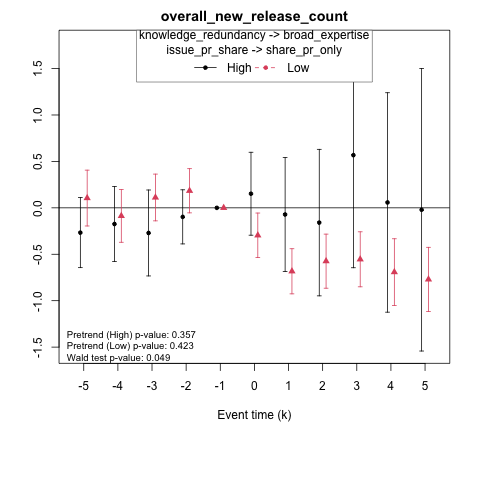 overall_new_release_count
knowledge_redundancy -> broad_expertise
issue_pr_share -> share_pr_only
High Low
1.5
1.0
0.5
0.0
-0.5
-1.0
-1.5
Pretrend (High) p-value: 0.357
Pretrend (Low) p-value: 0.423
Wald test p-value: 0.049
-5 -4 -3 -2 -1 0 1 2 3 4 5
Event time (k)